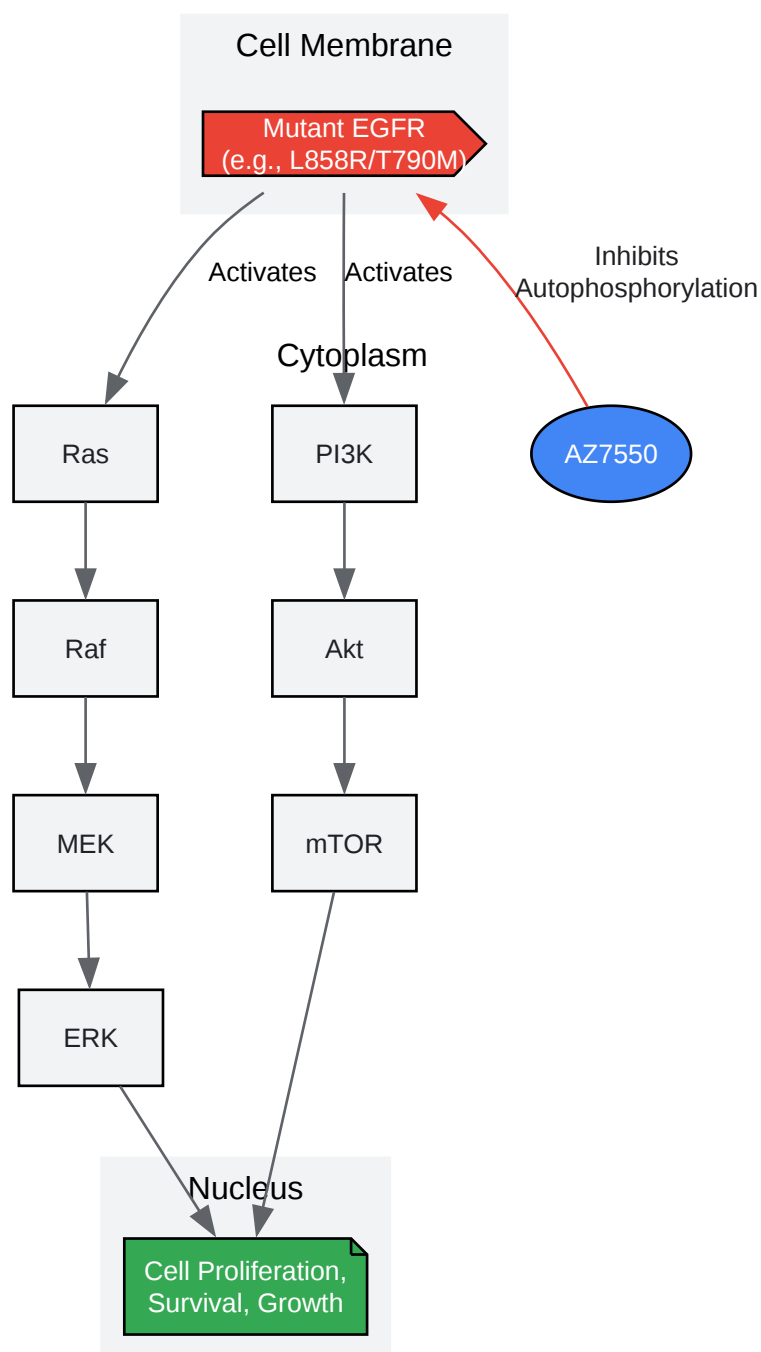 Cell Membrane
Mutant EGFR
(e.g., L858R/T790M)
Activates
Activates
Inhibits
Autophosphorylation
Cytoplasm
Ras
PI3K
AZ7550
Raf
Akt
MEK
mTOR
ERK
Nucleus
Cell Proliferation,
Survival, Growth